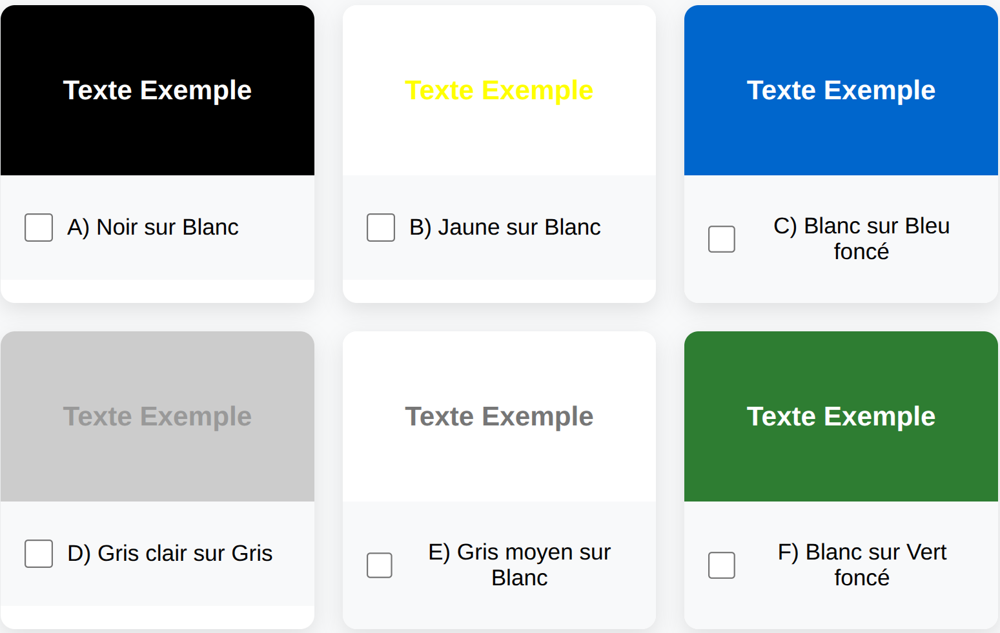 Texte Exemple
A) Noir sur Blanc
Texte Exemple
B) Jaune sur Blanc
Texte Exemple
C) Blanc sur Bleu
foncé
Texte Exemple
D) Gris clair sur Gris
Texte Exemple
E) Gris moyen sur
Blanc
Texte Exemple
F) Blanc sur Vert
foncé